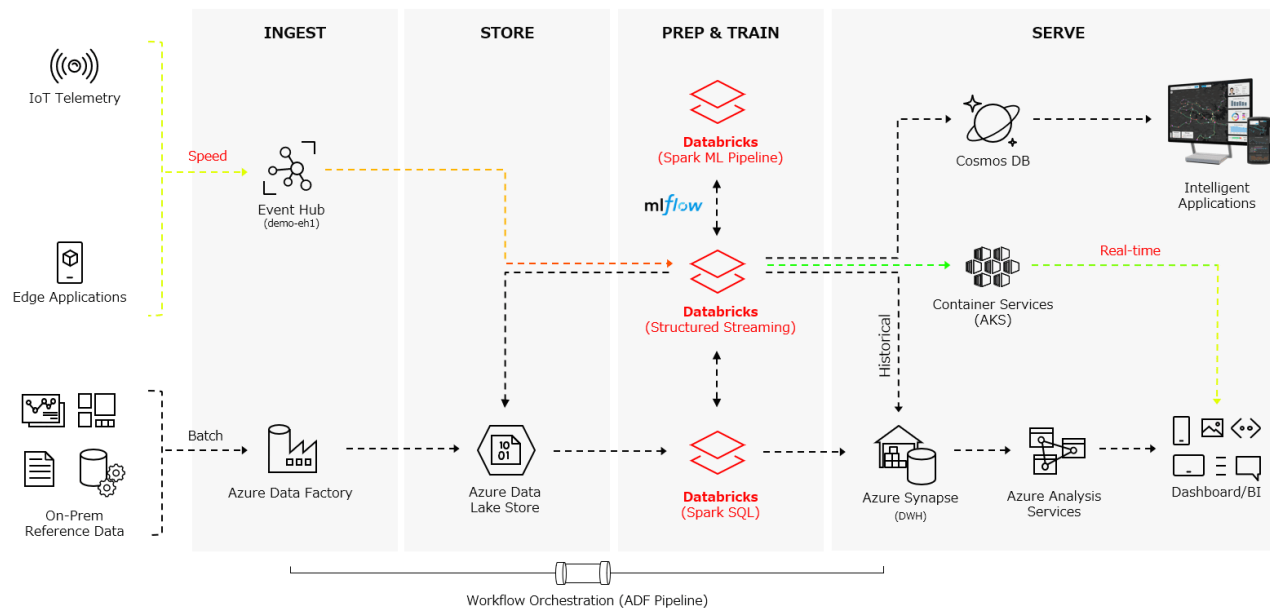 INGEST
STORE
PREP & TRAIN
SERVE
IoT Telemetry
Speed
Event Hub
(demo-eh1)
Edge Applications
Databricks
(Spark ML Pipeline)
mlflow
Databricks
(Structured Streaming)
Cosmos DB
Intelligent
Applications
Real-time
Container Services
(AKS)
Historical
Batch
On-Prem
Reference Data
Azure Data Factory
10
01
Azure Data
Lake Store
Databricks
(Spark SQL)
Azure Synapse
(DWH)
Azure Analysis
Services
Dashboard/BI
Workflow Orchestration (ADF Pipeline)